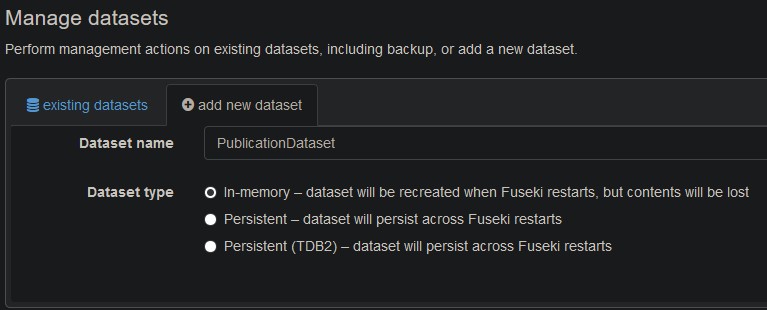 Manage datasets
Perform management actions on existing datasets, including backup, or add a new dataset.
existing datasets add new dataset
Dataset name PublicationDataset
Dataset type In-memory – dataset will be recreated when Fuseki restarts, but contents will be lost
Persistent – dataset will persist across Fuseki restarts
Persistent (TDB2) – dataset will persist across Fuseki restarts